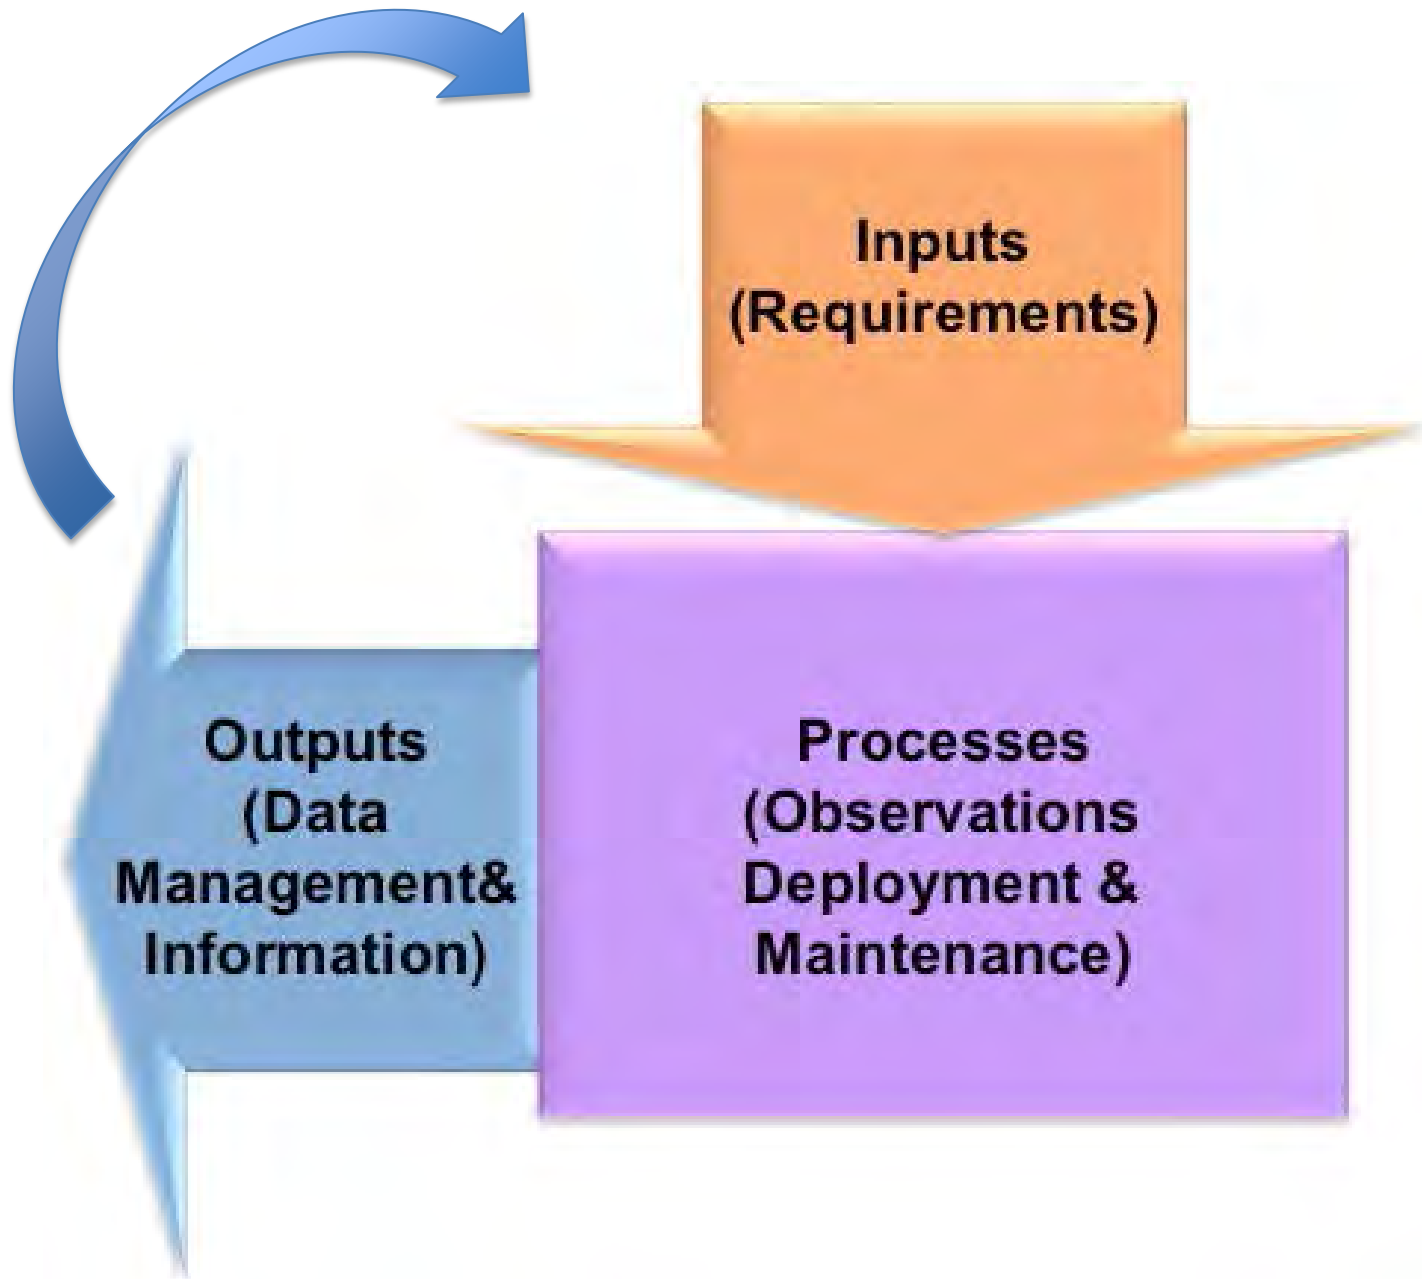 Inputs
(Requirements)
Outputs
(Data
Management&
Information)
Processes
(Observations
Deployment &
Maintenance)